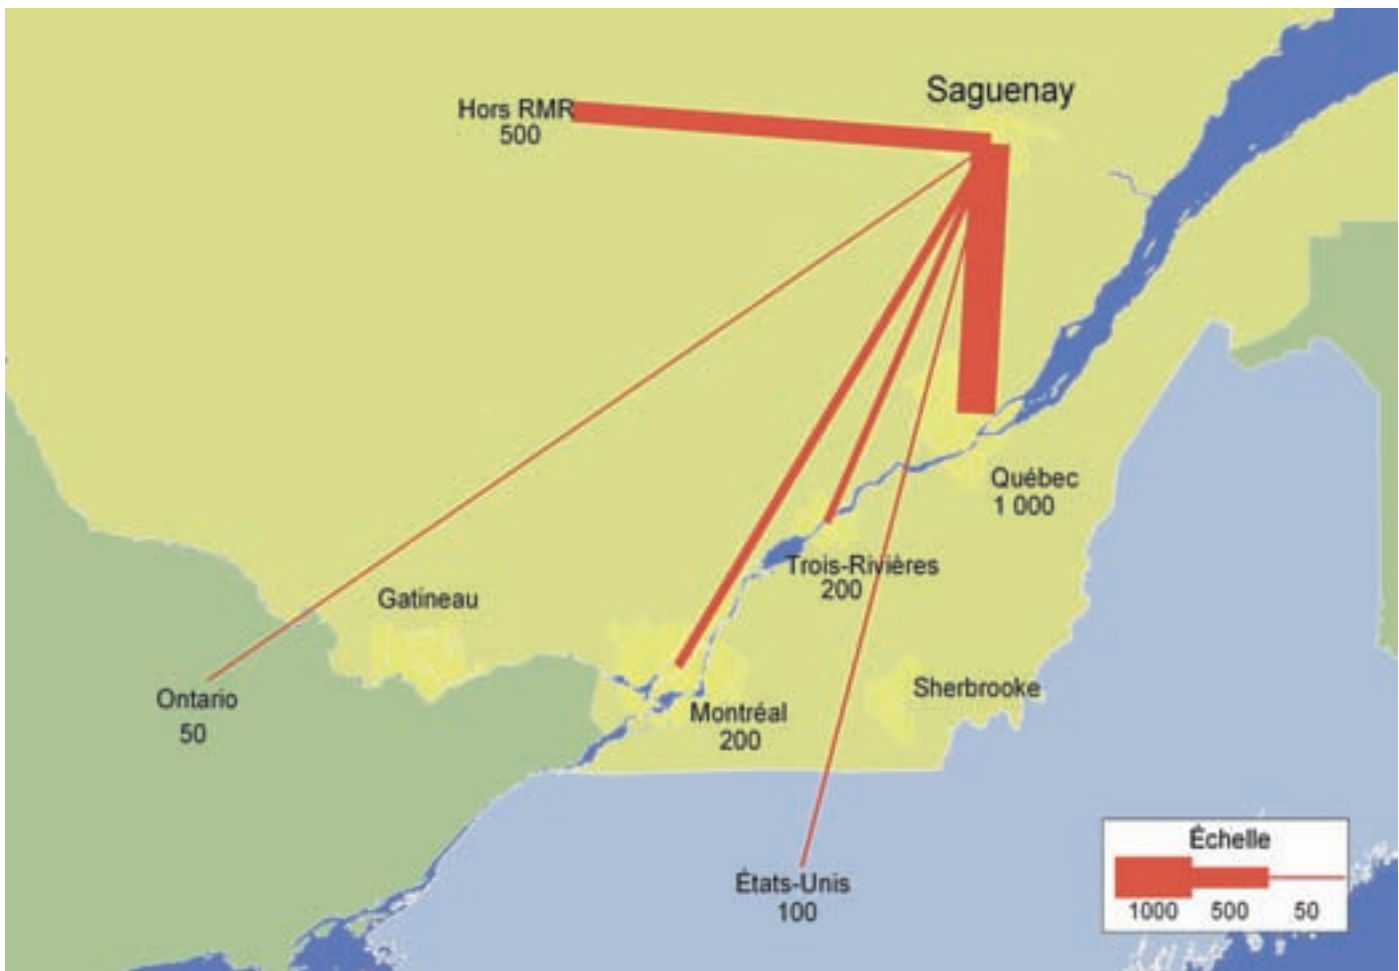 Saguenay
Hors RMR
500
Québec
1 000
Trois-Rivières
200
Gatineau
Sherbrooke
Ontario
50
Montréal
200
États-Unis
100
Échelle
1000 500 50